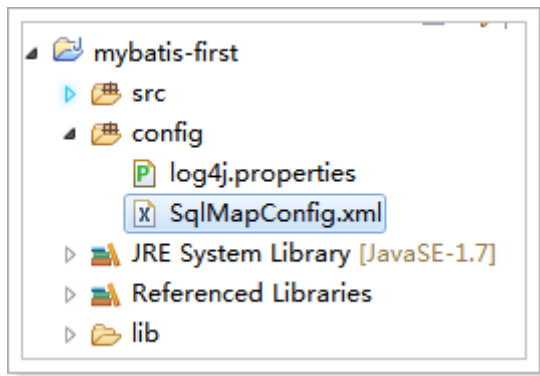 mybatis-first
src
config
log4j.properties
SqlMapConfig.xml
JRE System Library [JavaSE-1.7]
Referenced Libraries
lib